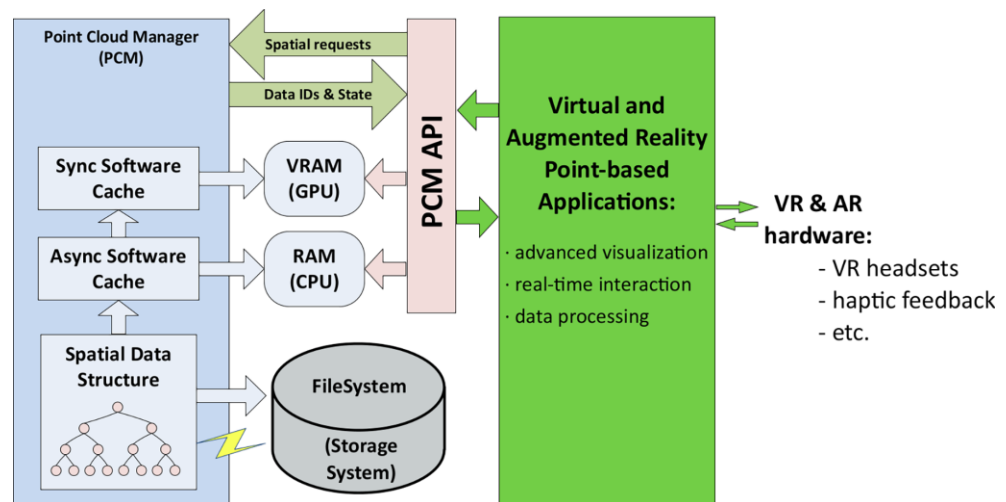 Point Cloud Manager
(PCM)
Spatial requests
Data IDs & State
Sync Software
Cache
VRAM
(GPU)
Async Software
Cache
RAM
(CPU)
Spatial Data
Structure
FileSystem
(Storage
System)
PCM API
Virtual and
Augmented Reality
Point-based
Applications:
· advanced visualization
· real-time interaction
· data processing
VR & AR
hardware:
- VR headsets
- haptic feedback
- etc.